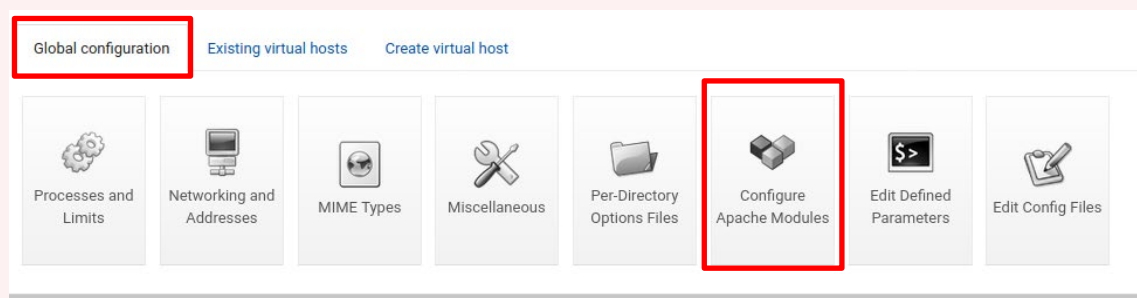 Global configuration
Existing virtual hosts
Create virtual host
Processes and
Limits
Networking and
Addresses
MIME Types
Miscellaneous
Per-Directory
Options Files
Configure
Apache Modules
$>
Edit Defined
Parameters
Edit Config Files